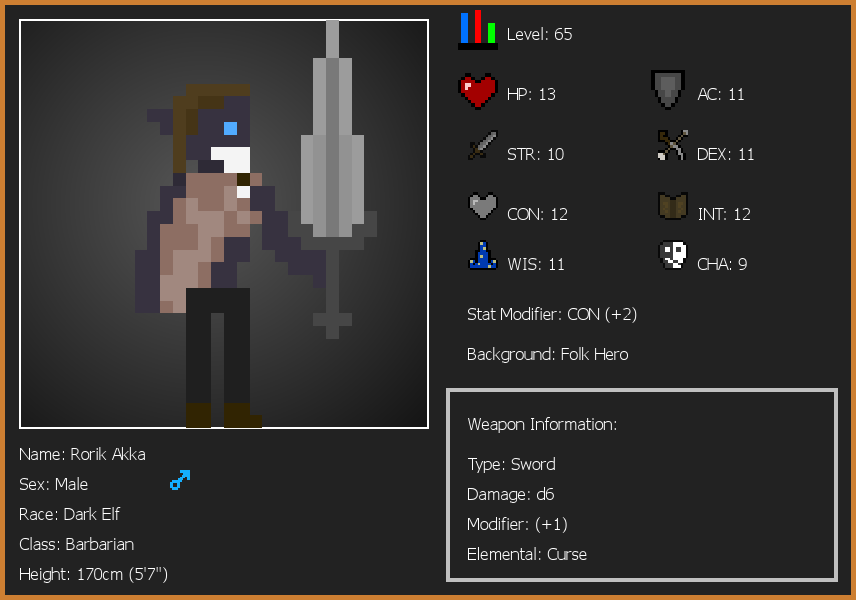 Level: 65
HP: 13
AC: 11
STR: 10
DEX: 11
CON: 12
INT: 12
WIS: 11
CHA: 9
Stat Modifier: CON (+2)
Background: Folk Hero
Weapon Information:
Type: Sword
Damage: d6
Modifier: (+1)
Elemental: Curse
Name: Rorik Akka
Sex: Male
Race: Dark Elf
Class: Barbarian
Height: 170cm (5'7")